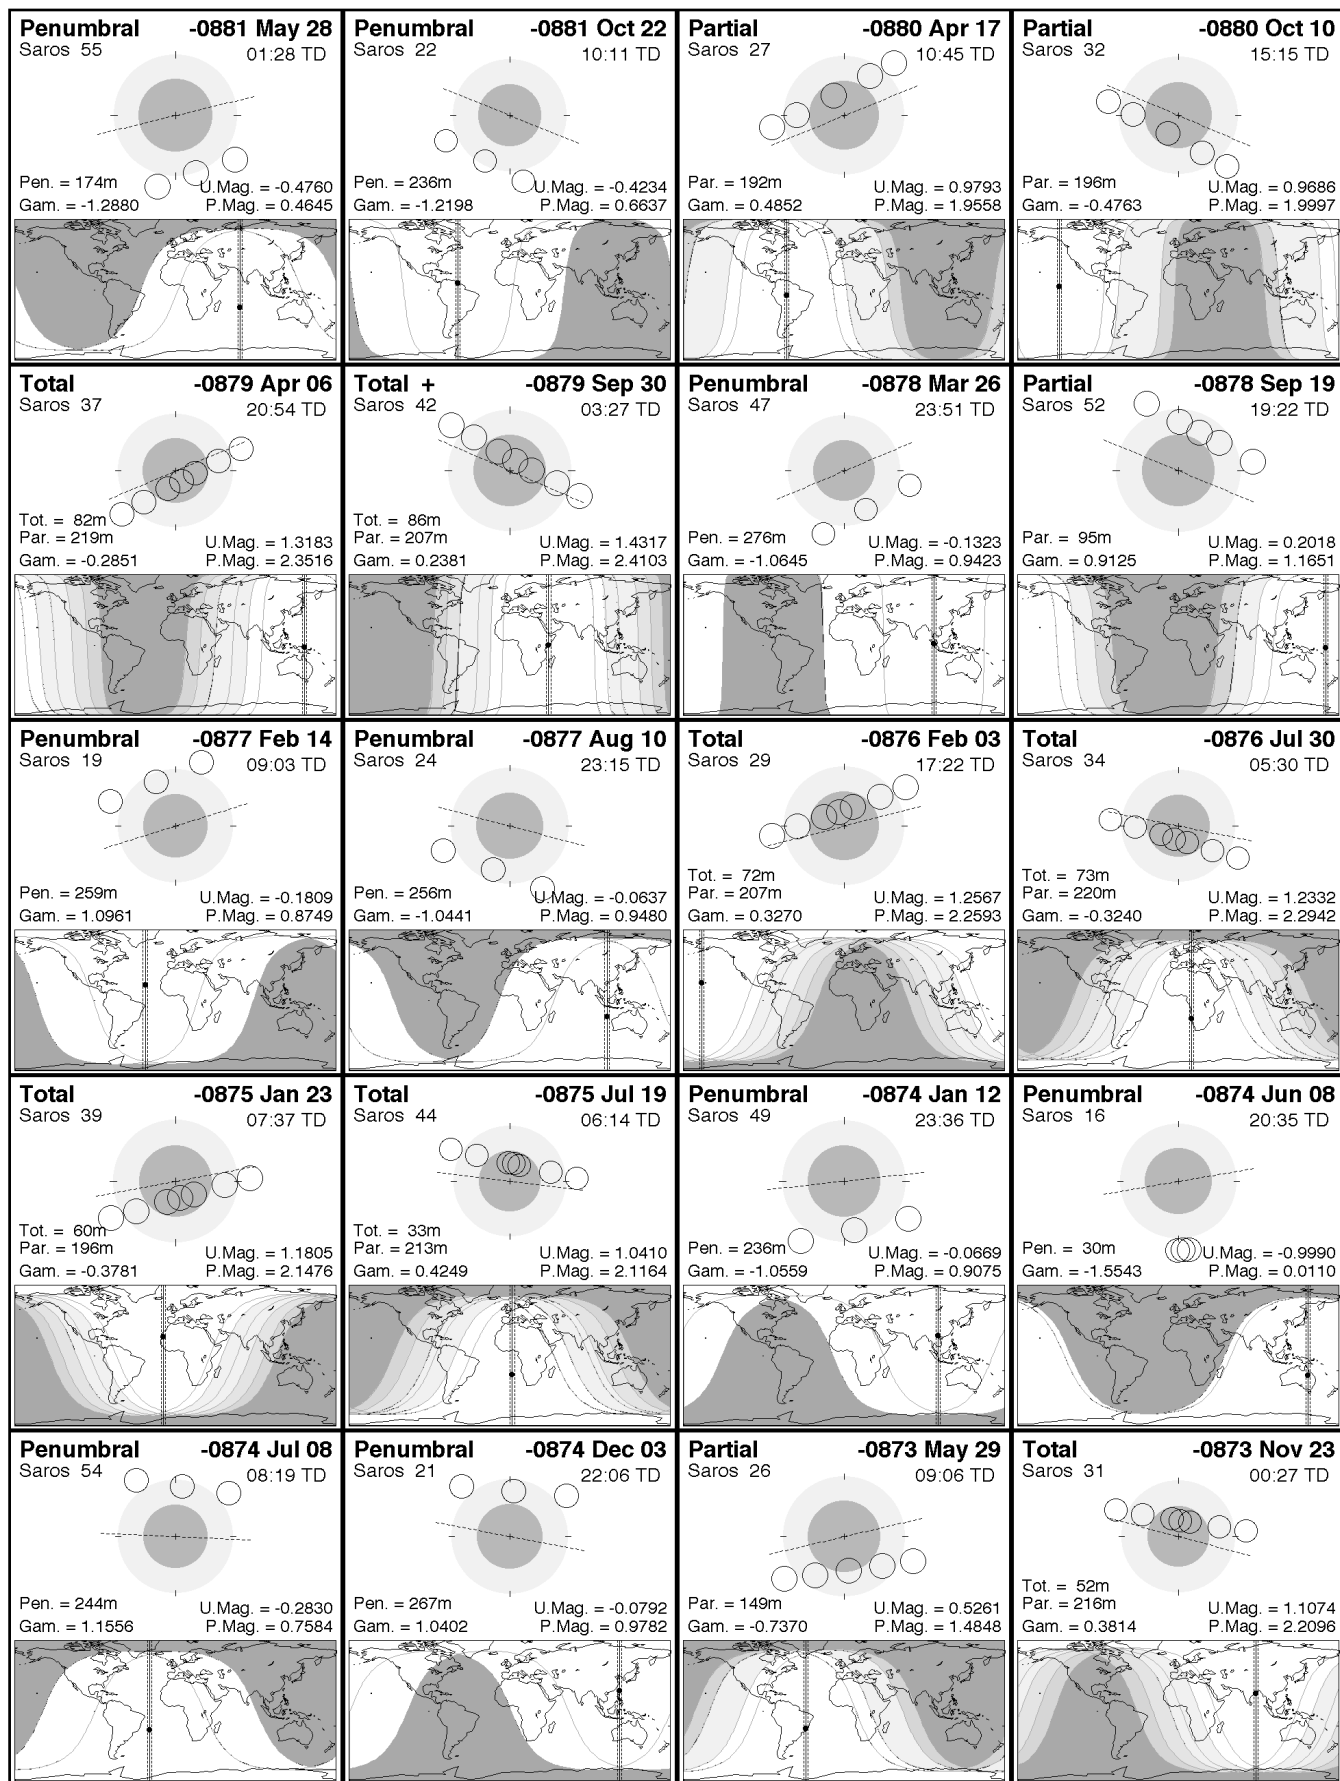 Penumbral -0881 May 28
Saros 55 01:28 TD
Pen. = 174m U.Mag. = -0.4760
Gam. = -1.2880 P.Mag. = 0.4645
Penumbral -0881 Oct 22
Saros 22 10:11 TD
Pen. = 236m U.Mag. = -0.4234
Gam. = -1.2198 P.Mag. = 0.6637
Partial -0880 Apr 17
Saros 27 10:45 TD
Par. = 192m U.Mag. = 0.9793
Gam. = 0.4852 P.Mag. = 1.9558
Partial -0880 Oct 10
Saros 32 15:15 TD
Par. = 196m U.Mag. = 0.9686
Gam. = -0.4763 P.Mag. = 1.9997
Total -0879 Apr 06
Saros 37 20:54 TD
Tot. = 82m
Par. = 219m U.Mag. = 1.3183
Gam. = -0.2851 P.Mag. = 2.3516
Total + -0879 Sep 30
Saros 42 03:27 TD
Tot. = 86m
Par. = 207m U.Mag. = 1.4317
Gam. = 0.2381 P.Mag. = 2.4103
Penumbral -0878 Mar 26
Saros 47 23:51 TD
Pen. = 276m U.Mag. = -0.1323
Gam. = -1.0645 P.Mag. = 0.9423
Partial -0878 Sep 19
Saros 52 19:22 TD
Par. = 95m U.Mag. = 0.2018
Gam. = 0.9125 P.Mag. = 1.1651
Penumbral -0877 Feb 14
Saros 19 09:03 TD
Pen. = 259m U.Mag. = -0.1809
Gam. = 1.0961 P.Mag. = 0.8749
Penumbral -0877 Aug 10
Saros 24 23:15 TD
Pen. = 256m U.Mag. = -0.0637
Gam. = -1.0441 P.Mag. = 0.9480
Total -0876 Feb 03
Saros 29 17:22 TD
Tot. = 72m
Par. = 207m U.Mag. = 1.2567
Gam. = 0.3270 P.Mag. = 2.2593
Total -0876 Jul 30
Saros 34 05:30 TD
Tot. = 73m
Par. = 220m U.Mag. = 1.2332
Gam. = -0.3240 P.Mag. = 2.2942
Total -0875 Jan 23
Saros 39 07:37 TD
Tot. = 60m
Par. = 196m U.Mag. = 1.1805
Gam. = -0.3781 P.Mag. = 2.1476
Total -0875 Jul 19
Saros 44 06:14 TD
Tot. = 33m
Par. = 213m U.Mag. = 1.0410
Gam. = 0.4249 P.Mag. = 2.1164
Penumbral -0874 Jan 12
Saros 49 23:36 TD
Pen. = 236m U.Mag. = -0.0669
Gam. = -1.0559 P.Mag. = 0.9075
Penumbral -0874 Jun 08
Saros 16 20:35 TD
Pen. = 30m U.Mag. = -0.9990
Gam. = -1.5543 P.Mag. = 0.0110
Penumbral -0874 Jul 08
Saros 54 08:19 TD
Pen. = 244m U.Mag. = -0.2830
Gam. = 1.1556 P.Mag. = 0.7584
Penumbral -0874 Dec 03
Saros 21 22:06 TD
Pen. = 267m U.Mag. = -0.0792
Gam. = 1.0402 P.Mag. = 0.9782
Partial -0873 May 29
Saros 26 09:06 TD
Par. = 149m U.Mag. = 0.5261
Gam. = -0.7370 P.Mag. = 1.4848
Total -0873 Nov 23
Saros 31 00:27 TD
Tot. = 52m
Par. = 216m U.Mag. = 1.1074
Gam. = 0.3814 P.Mag. = 2.2096